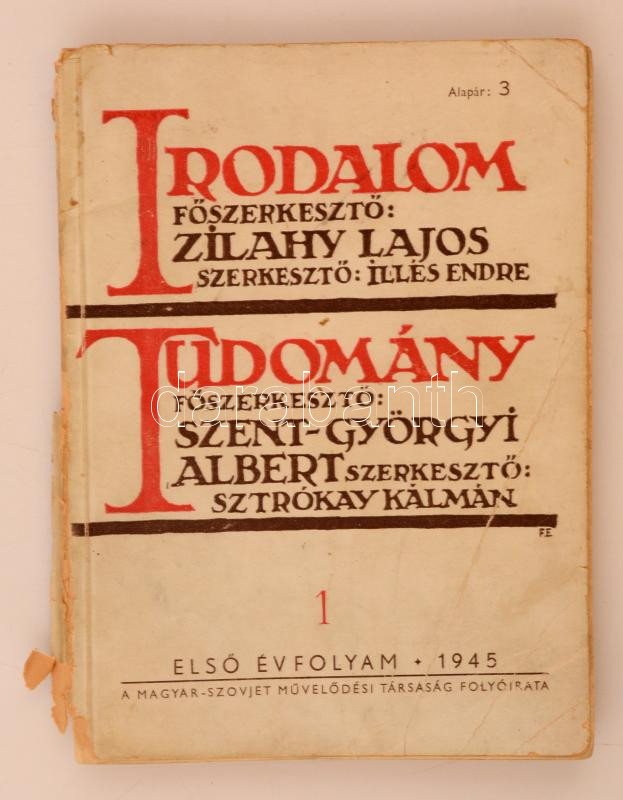 Alapár: 3
IRODALOM
FŐSZERKESZTŐ:
ZILAHY LAJOS
SZERKESZTŐ: ILLÉS ENDRE
TUDOMÁNY
FŐSZERKESZTŐ:
SZENT-GYÖRGYI
ALBERT SZERKESZTŐ:
SZTRÓKAY KÁLMÁN
F.E.
1
ELSŐ ÉVFOLYAM • 1945
A MAGYAR-SZOVJET MŰVELŐDÉSI TÁRSASÁG FOLYÓIRATA
darabanth